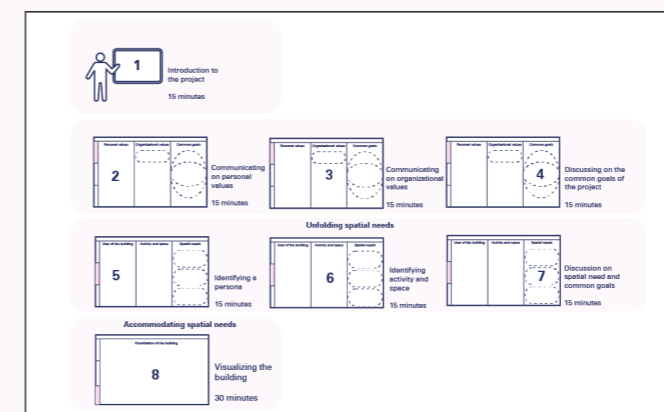 1
Introduction to
the project
15 minutes
Personal values Organizational values Common goals
2
Communicating
on personal
values
15 minutes
Personal values Organizational values Common goals
3
Communicating
on organizational
values
15 minutes
Personal values Organizational values Common goals
4
Discussing on the
common goals of
the project
15 minutes
Unfolding spatial needs
User of the building Activity and space Spatial needs
5
Identifying a
persona
15 minutes
User of the building Activity and space Spatial needs
6
Identifying
activity and
space
15 minutes
User of the building Activity and space Spatial needs
7
Discussion on
spatial need and
common goals
15 minutes
Accommodating spatial needs
Visualization of the building
8
Visualizing the
building
30 minutes